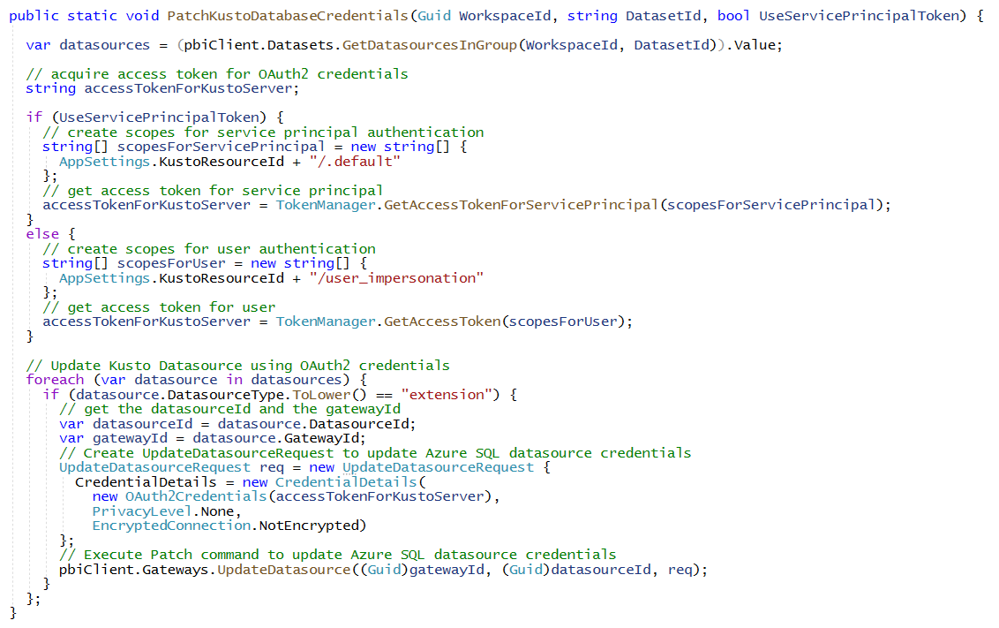 public static void PatchKustoDatabaseCredentials(Guid WorkspaceId, string DatasetId, bool UseServicePrincipalToken) {

  var datasources = (pbiClient.Datasets.GetDatasourcesInGroup(WorkspaceId, DatasetId)).Value;

  // acquire access token for OAuth2 credentials
  string accessTokenForKustoServer;

  if (UseServicePrincipalToken) {
    // create scopes for service principal authentication
    string[] scopesForServicePrincipal = new string[] {
      AppSettings.KustoResourceId + "/.default"
    };
    // get access token for service principal
    accessTokenForKustoServer = TokenManager.GetAccessTokenForServicePrincipal(scopesForServicePrincipal);
  }
  else {
    // create scopes for user authentication
    string[] scopesForUser = new string[] {
      AppSettings.KustoResourceId + "/user_impersonation"
    };
    // get access token for user
    accessTokenForKustoServer = TokenManager.GetAccessToken(scopesForUser);
  }

  // Update Kusto Datasource using OAuth2 credentials
  foreach (var datasource in datasources) {
    if (datasource.DatasourceType.ToLower() == "extension") {
      // get the datasourceId and the gatewayId
      var datasourceId = datasource.DatasourceId;
      var gatewayId = datasource.GatewayId;
      // Create UpdateDatasourceRequest to update Azure SQL datasource credentials
      UpdateDatasourceRequest req = new UpdateDatasourceRequest {
        CredentialDetails = new CredentialDetails(
          new OAuth2Credentials(accessTokenForKustoServer),
          PrivacyLevel.None,
          EncryptedConnection.NotEncrypted)
      };
      // Execute Patch command to update Azure SQL datasource credentials
      pbiClient.Gateways.UpdateDatasource((Guid)gatewayId, (Guid)datasourceId, req);
    }
  };
}